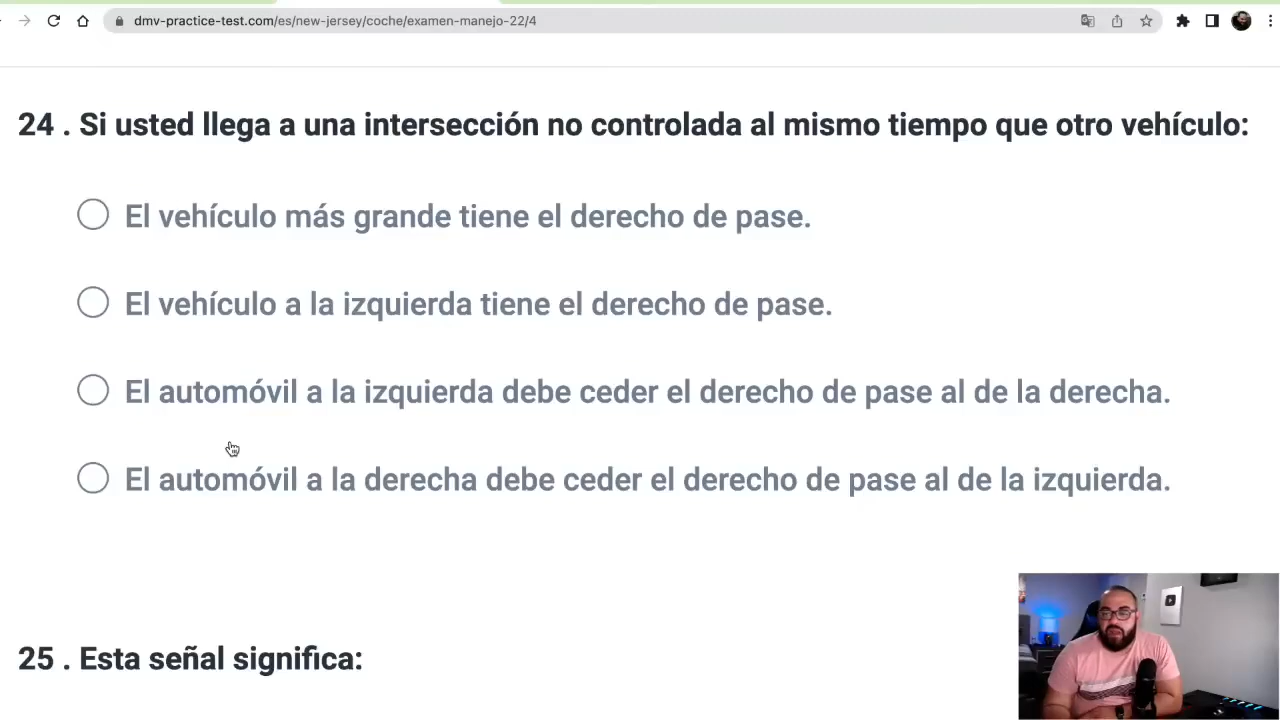 dmv-practice-test.com/es/new-jersey/coche/examen-manejo-22/4
24 . Si usted llega a una intersección no controlada al mismo tiempo que otro vehículo:
El vehículo más grande tiene el derecho de pase.
El vehículo a la izquierda tiene el derecho de pase.
El automóvil a la izquierda debe ceder el derecho de pase al de la derecha.
El automóvil a la derecha debe ceder el derecho de pase al de la izquierda.
25 . Esta señal significa: